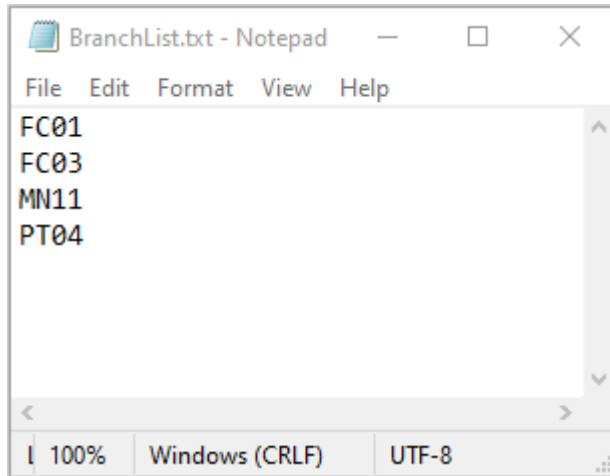 BranchList.txt - Notepad
File Edit Format View Help
FC01
FC03
MN11
PT04
100% Windows (CRLF) UTF-8